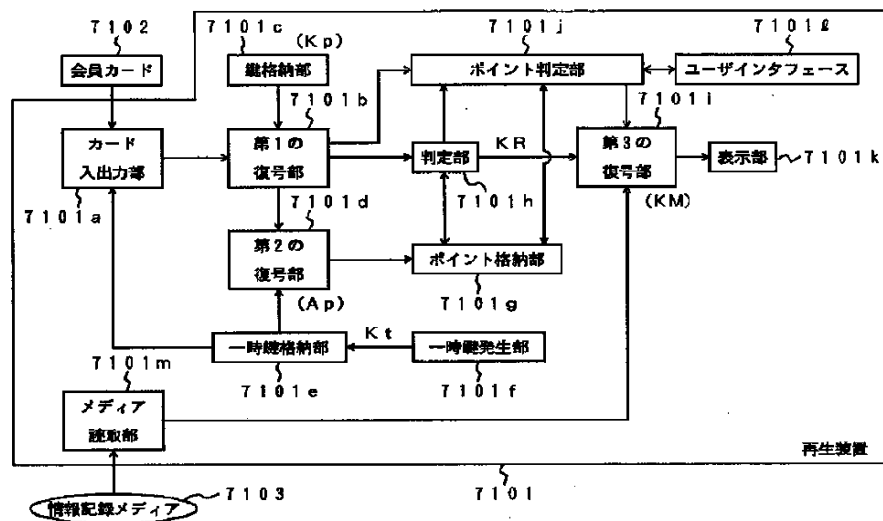 7102
7101c
(Kp)
7101j
7101ℓ
会員カード
鍵格納部
ポイント判定部
ユーザインタフェース
7101b
7101i
カード
入出力部
第1の
復号部
判定部
KR
第3の
復号部
表示部
7101a
7101d
7101h
(KM)
7101k
第2の
復号部
ポイント格納部
(Ap)
7101g
7101m
一時鍵格納部
Kt
一時鍵発生部
7101e
7101f
メディア
読取部
再生装置
情報記録メディア
7103
7101